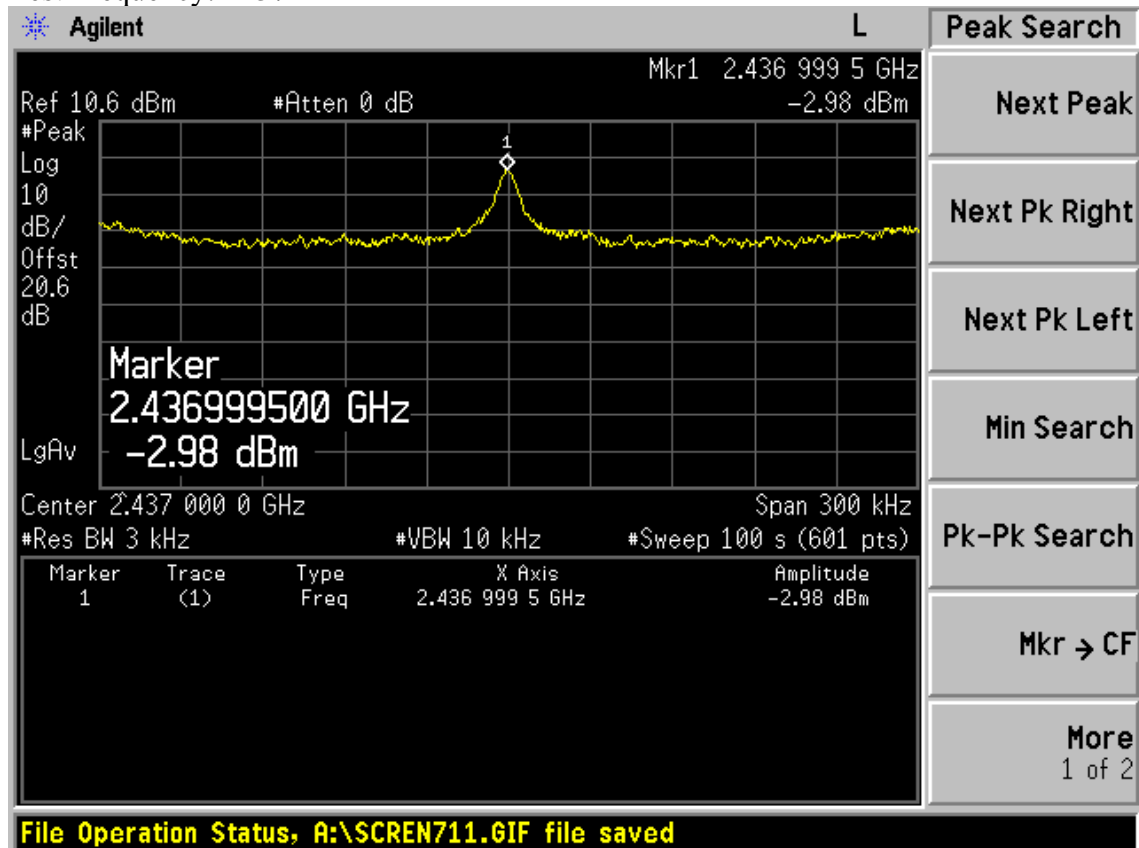 Agilent L Peak Search
Mkr1 2.436 999 5 GHz
Ref 10.6 dBm #Atten 0 dB -2.98 dBm
Next Peak
#Peak
Log
10
dB/
Offst
20.6
dB
1
Next Pk Right
Next Pk Left
Marker
2.436999500 GHz
-2.98 dBm
LgAv
Min Search
Center 2.437 000 0 GHz Span 300 kHz
#Res BW 3 kHz #VBW 10 kHz #Sweep 100 s (601 pts)
Pk-Pk Search
Marker Trace Type X Axis Amplitude
1 (1) Freq 2.436 999 5 GHz -2.98 dBm
Mkr → CF
More
1 of 2
File Operation Status, A:\SCREN711.GIF file saved